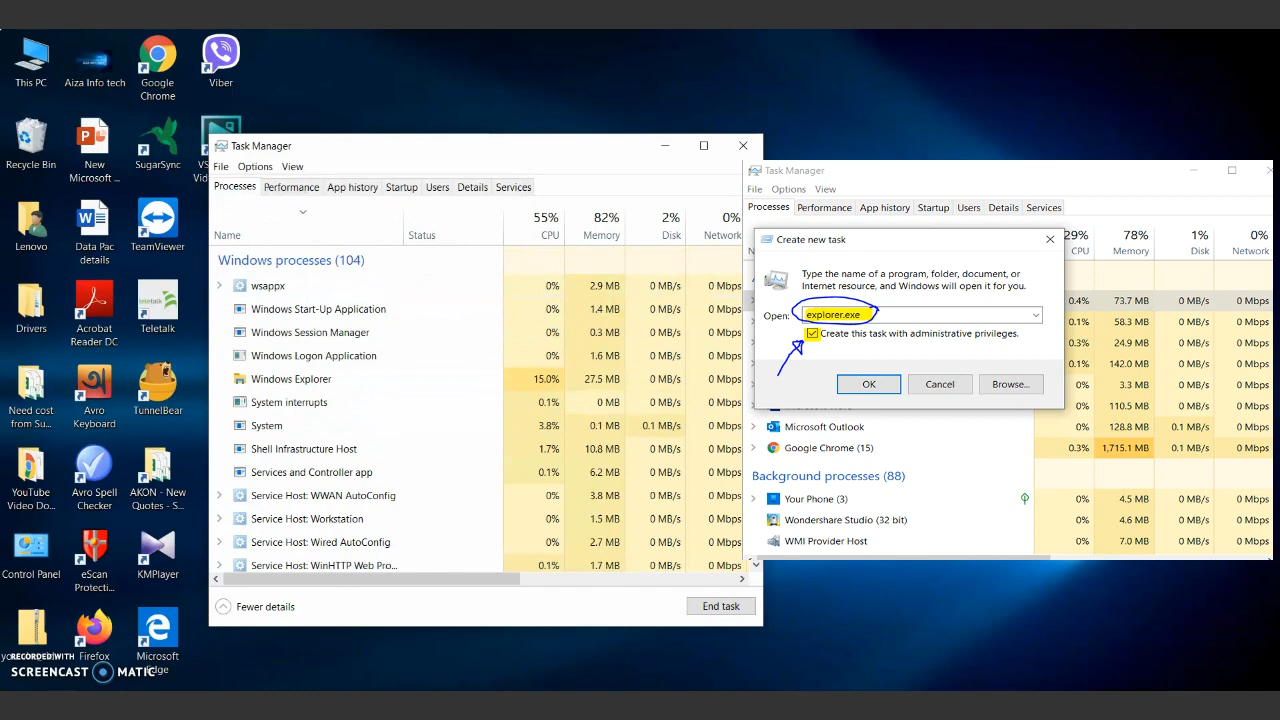 This PC
Aiza Info tech
Google
Chrome
Viber
Recycle Bin
New
Microsoft ...
SugarSync
Lenovo
Data Pac
details
TeamViewer
Drivers
Acrobat
Reader DC
Teletalk
teletalk
Need cost
from Su...
Avro
Keyboard
TunnelBear
YouTube
Video Do...
Avro Spell
Checker
AKON - New
Quotes - S...
Control Panel
eScan
Protecti...
KMPlayer
Firefox
Microsoft
Edge
RECORDED WITH
SCREENCAST MATIC
Task Manager
File Options View
Processes Performance App history Startup Users Details Services
55% 82% 2% 0%
Name Status CPU Memory Disk Network
Windows processes (104)
wsappx 0% 2.9 MB 0 MB/s 0 Mbps
Windows Start-Up Application 0% 1.4 MB 0 MB/s 0 Mbps
Windows Session Manager 0% 0.3 MB 0 MB/s 0 Mbps
Windows Logon Application 0% 1.6 MB 0 MB/s 0 Mbps
Windows Explorer 15.0% 27.5 MB 0 MB/s 0 Mbps
System interrupts 0.1% 0 MB 0 MB/s 0 Mbps
System 3.8% 0.1 MB 0.1 MB/s 0 Mbps
Shell Infrastructure Host 1.7% 10.8 MB 0 MB/s 0 Mbps
Services and Controller app 0.1% 6.2 MB 0 MB/s 0 Mbps
Service Host: WWAN AutoConfig 0% 3.8 MB 0 MB/s 0 Mbps
Service Host: Workstation 0% 1.5 MB 0 MB/s 0 Mbps
Service Host: Wired AutoConfig 0% 2.7 MB 0 MB/s 0 Mbps
Service Host: WinHTTP Web Pro... 0.1% 1.7 MB 0 MB/s 0 Mbps
Fewer details End task
Task Manager
File Options View
Processes Performance App history Startup Users Details Services
29% 78% 1% 0%
CPU Memory Disk Network
Create new task
Type the name of a program, folder, document, or
Internet resource, and Windows will open it for you.
Open: explorer.exe
Create this task with administrative privileges.
OK Cancel Browse...
0.4% 73.7 MB 0 MB/s 0 Mbps
0.1% 58.3 MB 0 MB/s 0 Mbps
0.3% 24.9 MB 0 MB/s 0 Mbps
0.1% 142.0 MB 0 MB/s 0 Mbps
0% 3.3 MB 0 MB/s 0 Mbps
0% 110.5 MB 0 MB/s 0 Mbps
Microsoft Outlook 0% 128.8 MB 0.1 MB/s 0 Mbps
Google Chrome (15) 0.3% 1,715.1 MB 0.1 MB/s 0 Mbps
Background processes (88)
Your Phone (3) 0% 4.5 MB 0 MB/s 0 Mbps
Wondershare Studio (32 bit) 0% 4.6 MB 0 MB/s 0 Mbps
WMI Provider Host 0% 7.0 MB 0 MB/s 0 Mbps